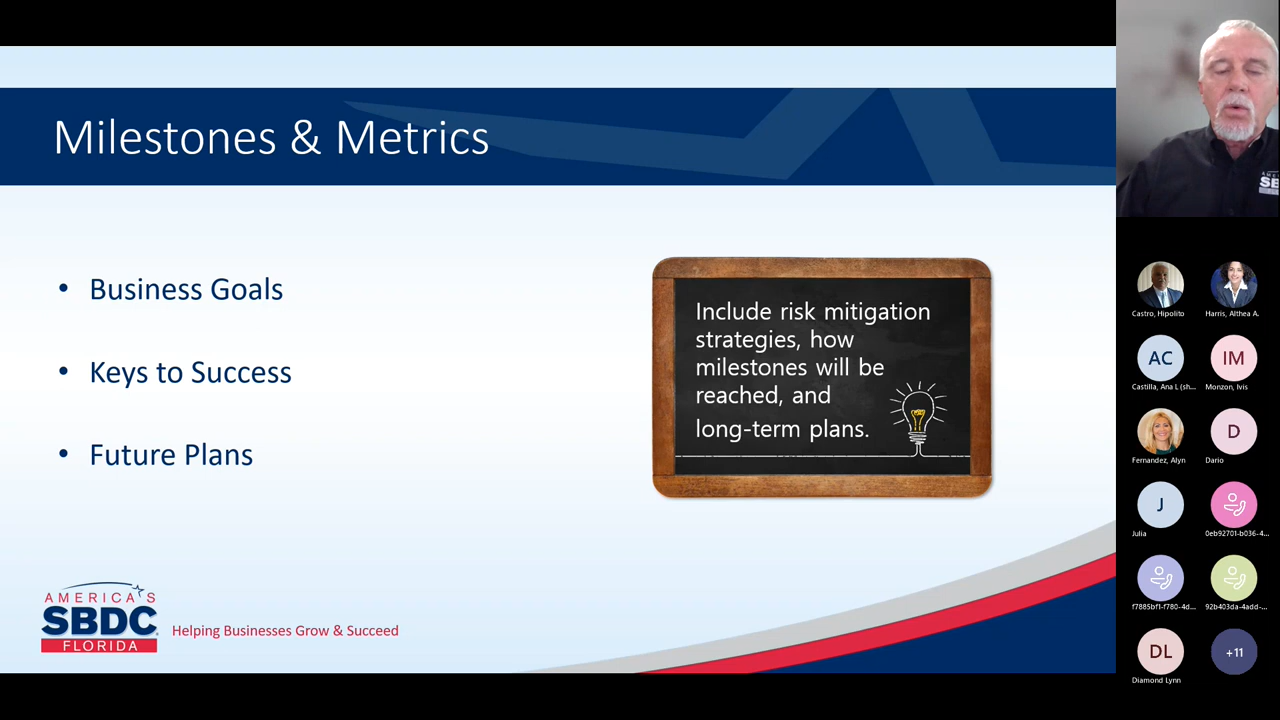 Milestones & Metrics
• Business Goals
• Keys to Success
• Future Plans
Include risk mitigation
strategies, how
milestones will be
reached, and
long-term plans.
AMERICA'S
SBDC
FLORIDA
Helping Businesses Grow & Succeed
Castro, Hipolito
Harris, Althea A.
AC
Castilla, Ana L (sh...
IM
Monzon, Ivis
Fernandez, Alyn
D
Dario
J
Julia
0eb92701-b036-4...
f7885bf1-f780-4d...
92b403da-4add-...
DL
Diamond Lynn
+11